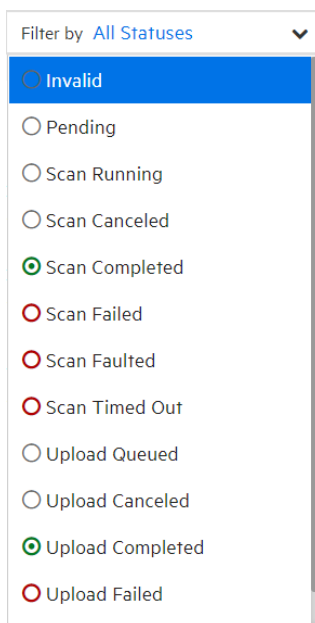 Filter by All Statuses
Invalid
Pending
Scan Running
Scan Canceled
Scan Completed
Scan Failed
Scan Faulted
Scan Timed Out
Upload Queued
Upload Canceled
Upload Completed
Upload Failed